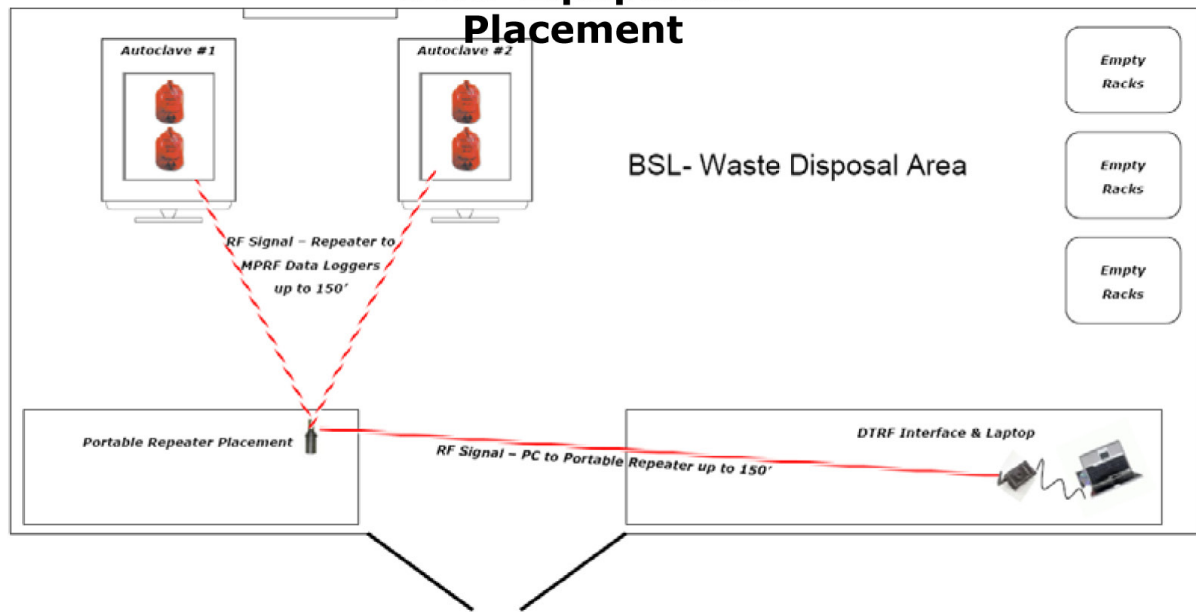 Placement
Autoclave #1
Autoclave #2
Empty
Racks
BSL- Waste Disposal Area
Empty
Racks
RF Signal – Repeater to
MPRF Data Loggers
up to 150’
Empty
Racks
Portable Repeater Placement
DTRF Interface & Laptop
RF Signal – PC to Portable Repeater up to 150’